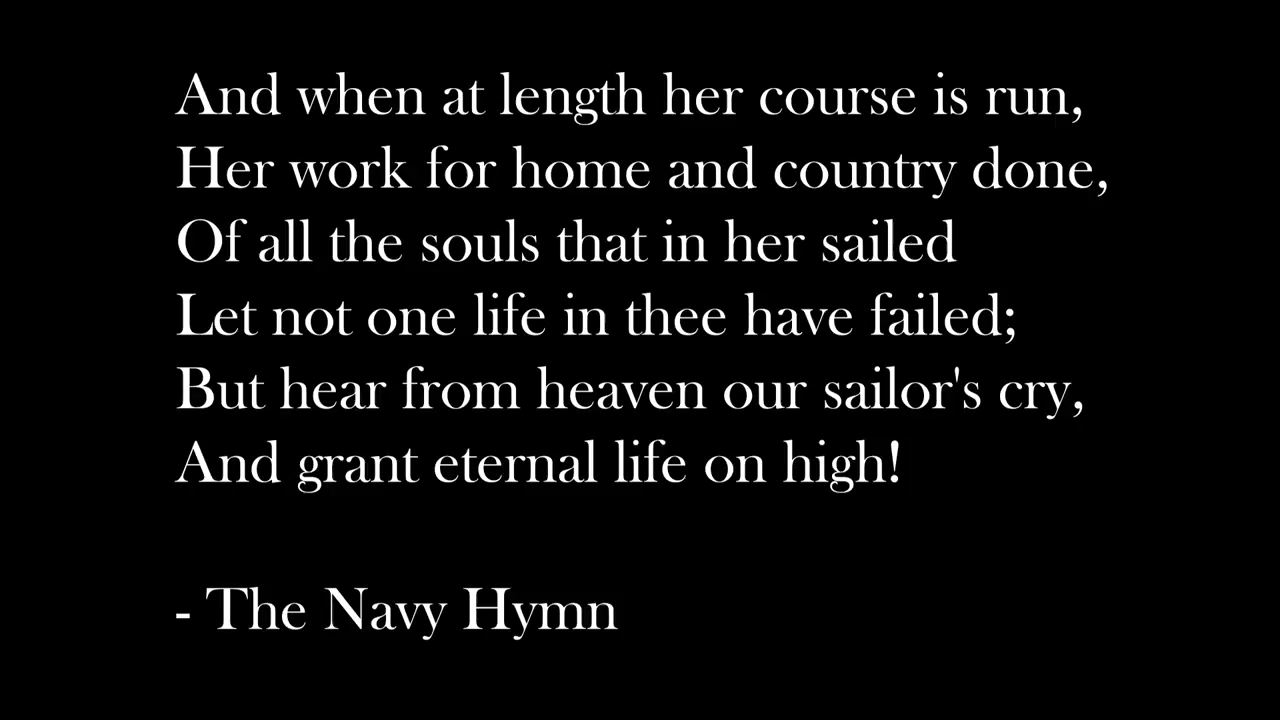 And when at length her course is run,
Her work for home and country done,
Of all the souls that in her sailed
Let not one life in thee have failed;
But hear from heaven our sailor's cry,
And grant eternal life on high!
- The Navy Hymn